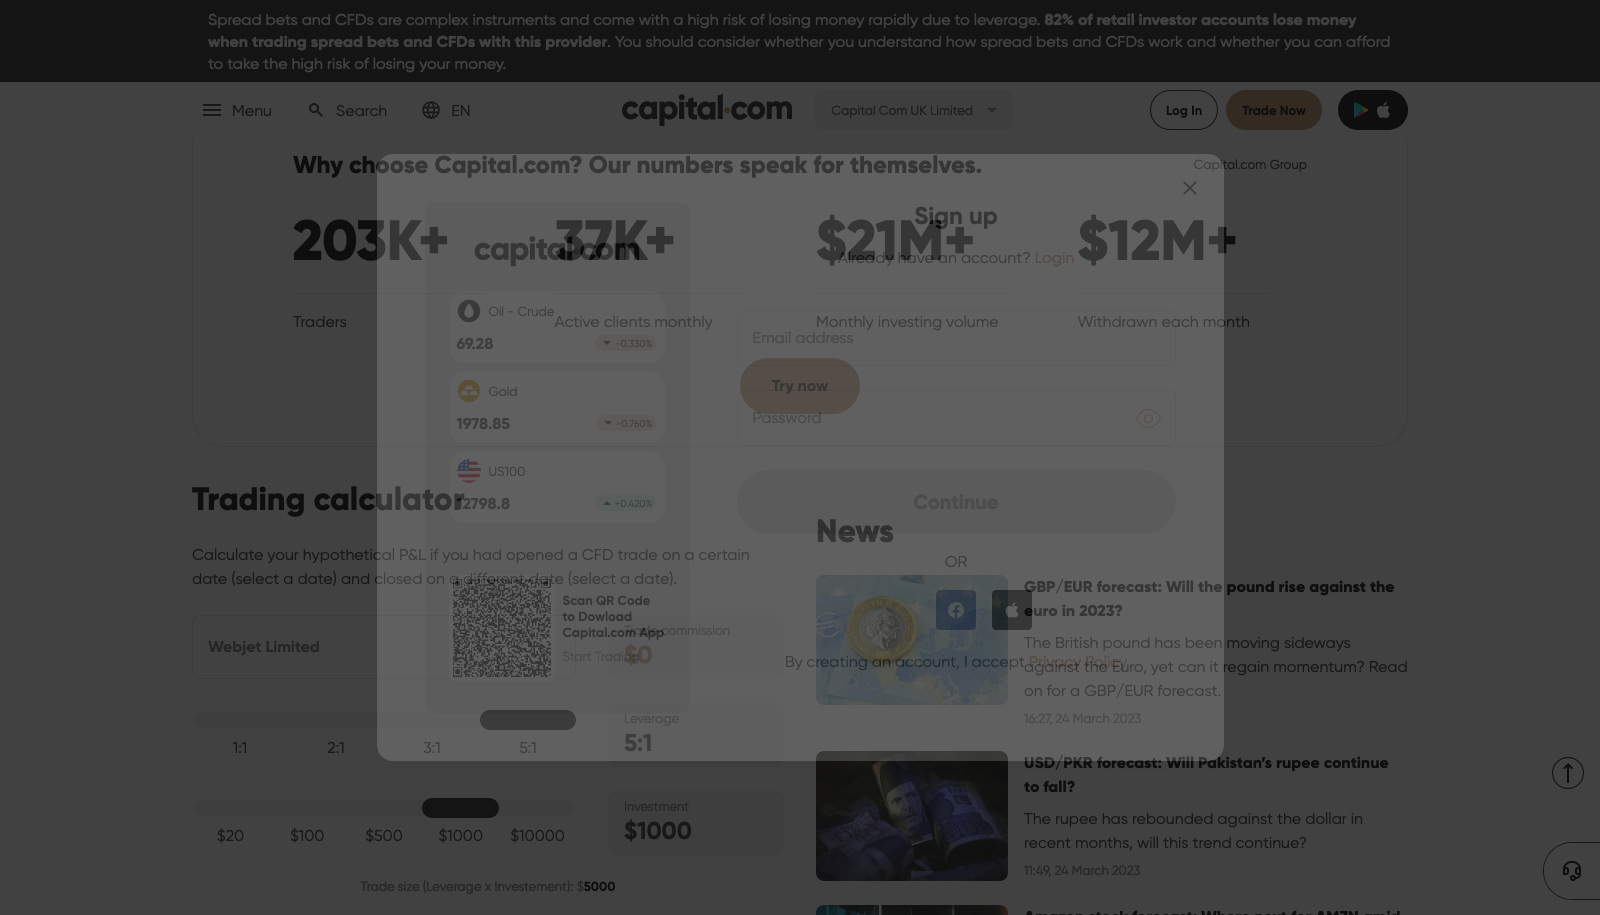 Spread bets and CFDs are complex instruments and come with a high risk of losing money rapidly due to leverage. 82% of retail investor accounts lose money
when trading spread bets and CFDs with this provider. You should consider whether you understand how spread bets and CFDs work and whether you can afford
to take the high risk of losing your money.
Menu
Search
EN
capital.com
Capital Com UK Limited
Log In
Trade Now
Why choose Capital.com? Our numbers speak for themselves.
Capital.com Group
203K+
37K+
$21M+
$12M+
Traders
Active clients monthly
Monthly investing volume
Withdrawn each month
Try now
capital.com
Oil - Crude
69.28
-0.330%
Gold
1978.85
-0.760%
US100
12798.8
+0.420%
Scan QR Code
to Dowload
Capital.com App
Start Trading
Sign up
Already have an account? Login
Email address
Password
Continue
OR
By creating an account, I accept Privacy Policy
Trading calculator
Calculate your hypothetical P&L if you had opened a CFD trade on a certain
date (select a date) and closed on a different date (select a date).
Webjet Limited
Trade commission
$0
Leverage
5:1
1:1
2:1
3:1
5:1
Investment
$1000
$20
$100
$500
$1000
$10000
Trade size (Leverage x Investement): $5000
News
GBP/EUR forecast: Will the pound rise against the
euro in 2023?
The British pound has been moving sideways
against the Euro, yet can it regain momentum? Read
on for a GBP/EUR forecast.
16:27, 24 March 2023
USD/PKR forecast: Will Pakistan's rupee continue
to fall?
The rupee has rebounded against the dollar in
recent months, will this trend continue?
11:49, 24 March 2023
Amazon stock forecast: Where next for AMZN amid